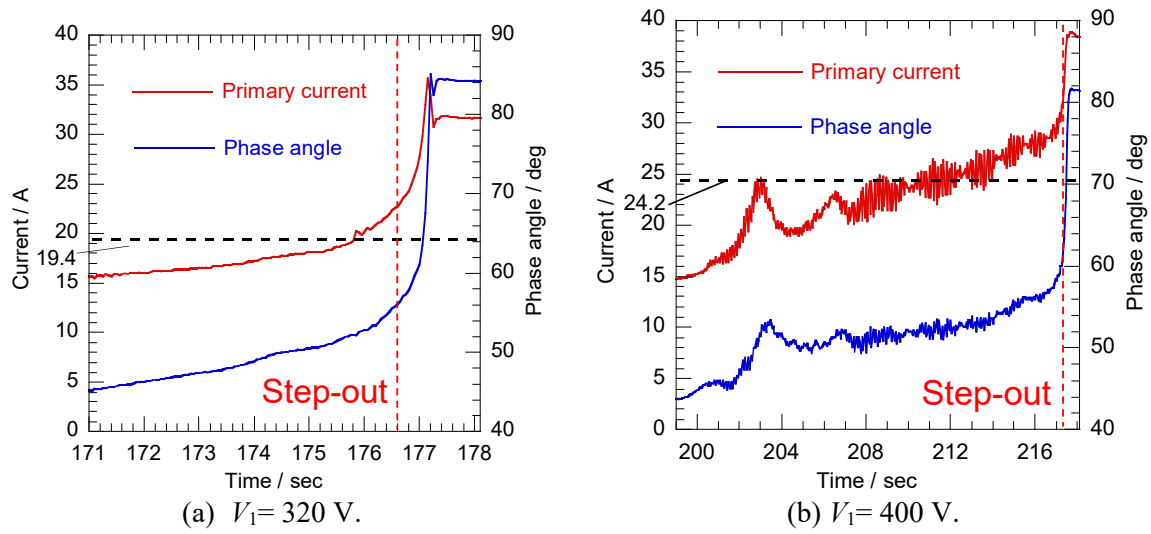 40
35
30
25
20
15
10
5
0
19.4
Current / A
Primary current
Phase angle
Step-out
90
80
70
60
50
40
Phase angle / deg
171 172 173 174 175 176 177 178
Time / sec
(a) V1= 320 V.
40
35
30
25
20
15
10
5
0
24.2
Current / A
Primary current
Phase angle
Step-out
90
80
70
60
50
40
Phase angle / deg
200 204 208 212 216
Time / sec
(b) V1= 400 V.